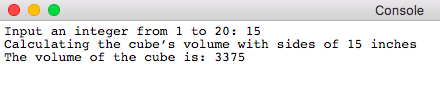 Console
Input an integer from 1 to 20: 15
Calculating the cube's volume with sides of 15 inches
The volume of the cube is: 3375